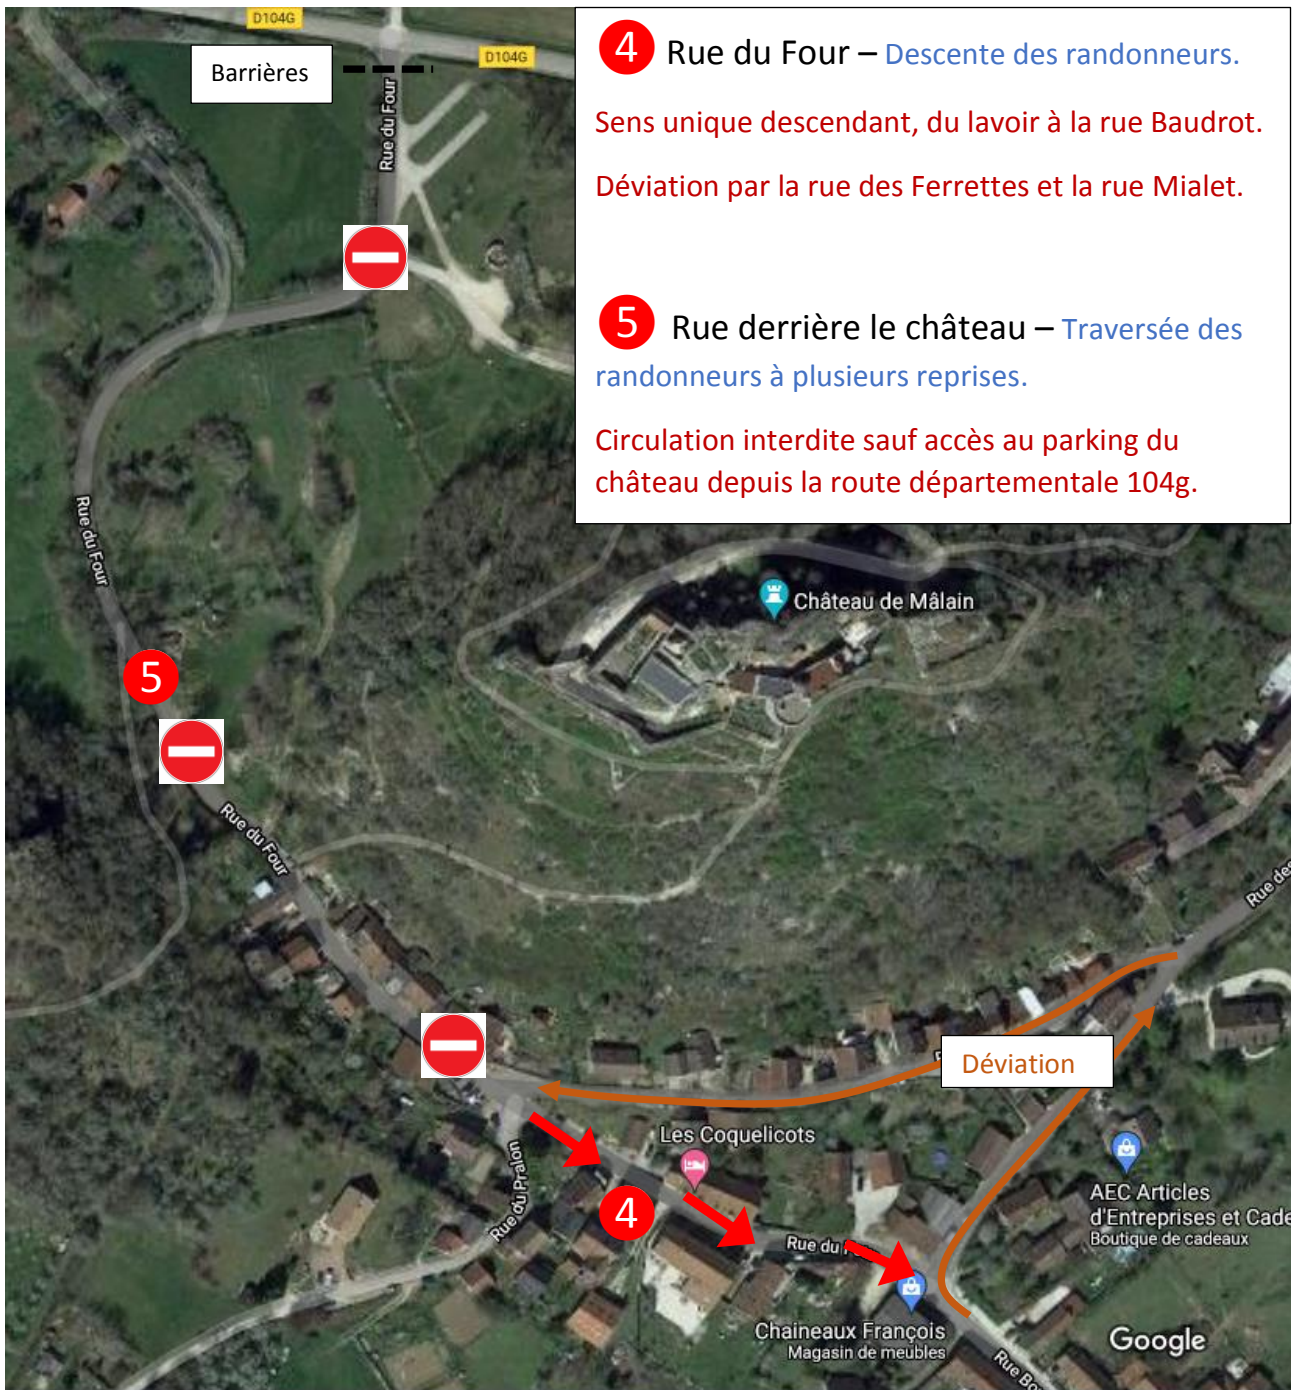 D104G
D104G
Barrières
Rue du Four
4 Rue du Four – Descente des randonneurs.
Sens unique descendant, du lavoir à la rue Baudrot.
Déviation par la rue des Ferrettes et la rue Mialet.
5 Rue derrière le château – Traversée des
randonneurs à plusieurs reprises.
Circulation interdite sauf accès au parking du
château depuis la route départementale 104g.
Rue du Four
Château de Mâlain
5
Rue du Four
Rue des
Déviation
Les Coquelicots
Rue du Pralon
4
AEC Articles
d'Entreprises et Cade
Boutique de cadeaux
Rue du
Chaineaux François
Magasin de meubles
Google
Rue